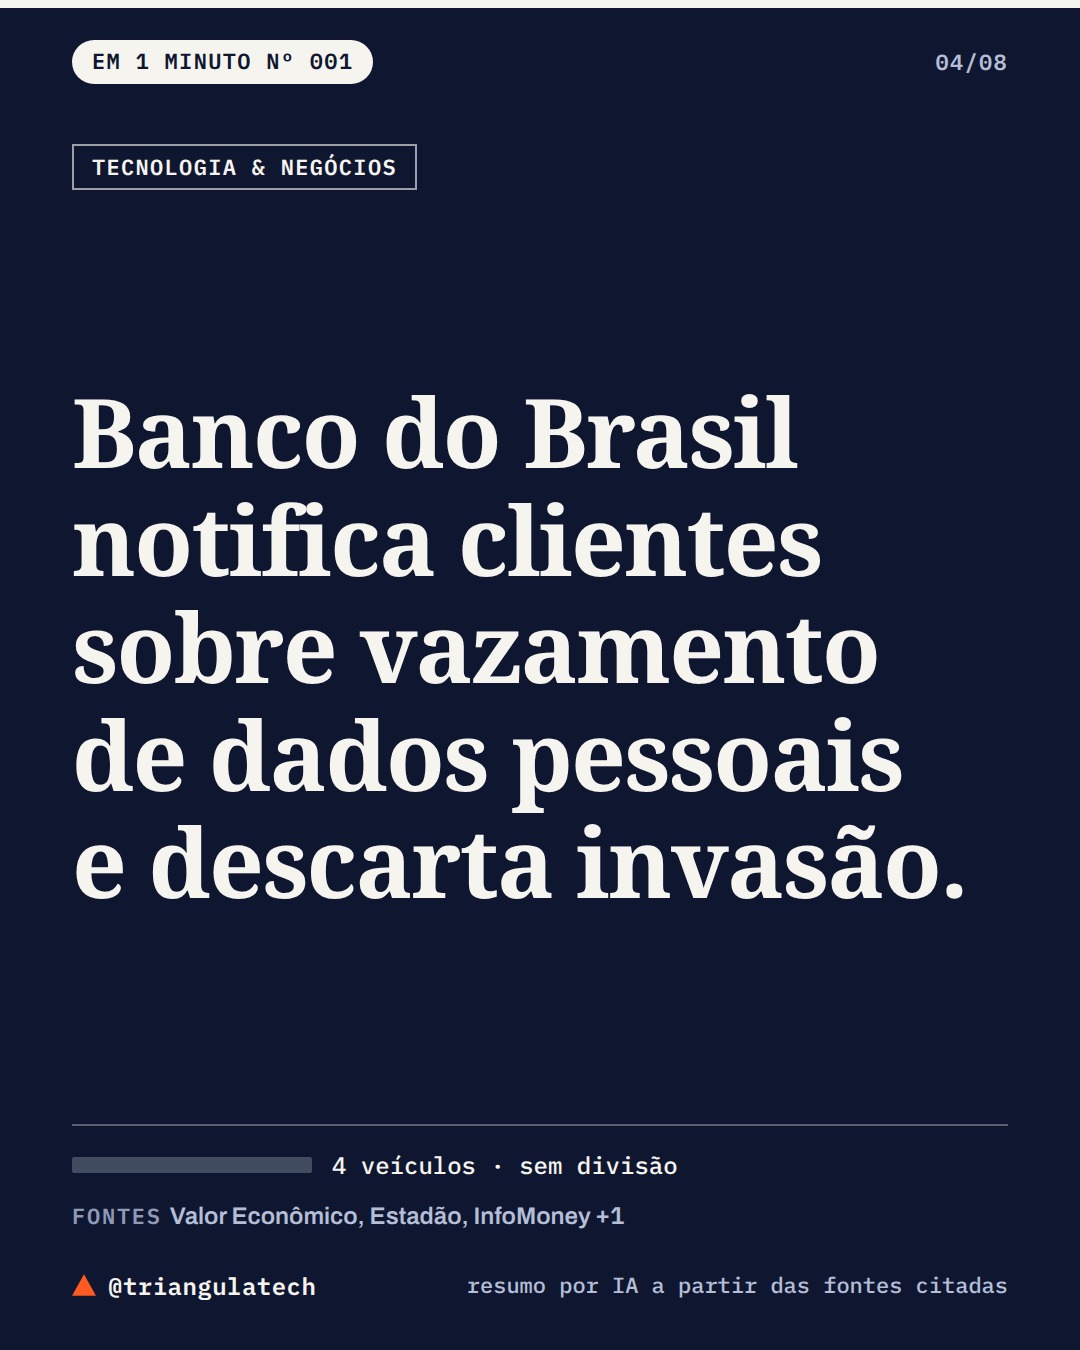 EM 1 MINUTO Nº 001
04/08
TECNOLOGIA & NEGÓCIOS
Banco do Brasil
notifica clientes
sobre vazamento
de dados pessoais
e descarta invasão.
4 veículos · sem divisão
FONTES Valor Econômico, Estadão, InfoMoney +1
@triangulatech
resumo por IA a partir das fontes citadas